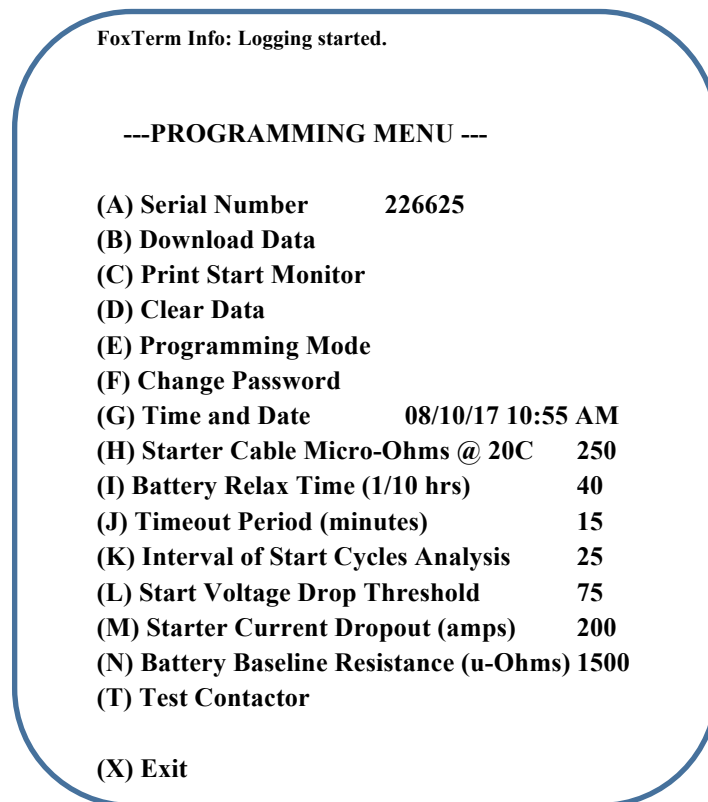 FoxTerm Info: Logging started.
---PROGRAMMING MENU ---
(A) Serial Number 226625
(B) Download Data
(C) Print Start Monitor
(D) Clear Data
(E) Programming Mode
(F) Change Password
(G) Time and Date 08/10/17 10:55 AM
(H) Starter Cable Micro-Ohms @ 20C 250
(I) Battery Relax Time (1/10 hrs) 40
(J) Timeout Period (minutes) 15
(K) Interval of Start Cycles Analysis 25
(L) Start Voltage Drop Threshold 75
(M) Starter Current Dropout (amps) 200
(N) Battery Baseline Resistance (u-Ohms) 1500
(T) Test Contactor
(X) Exit